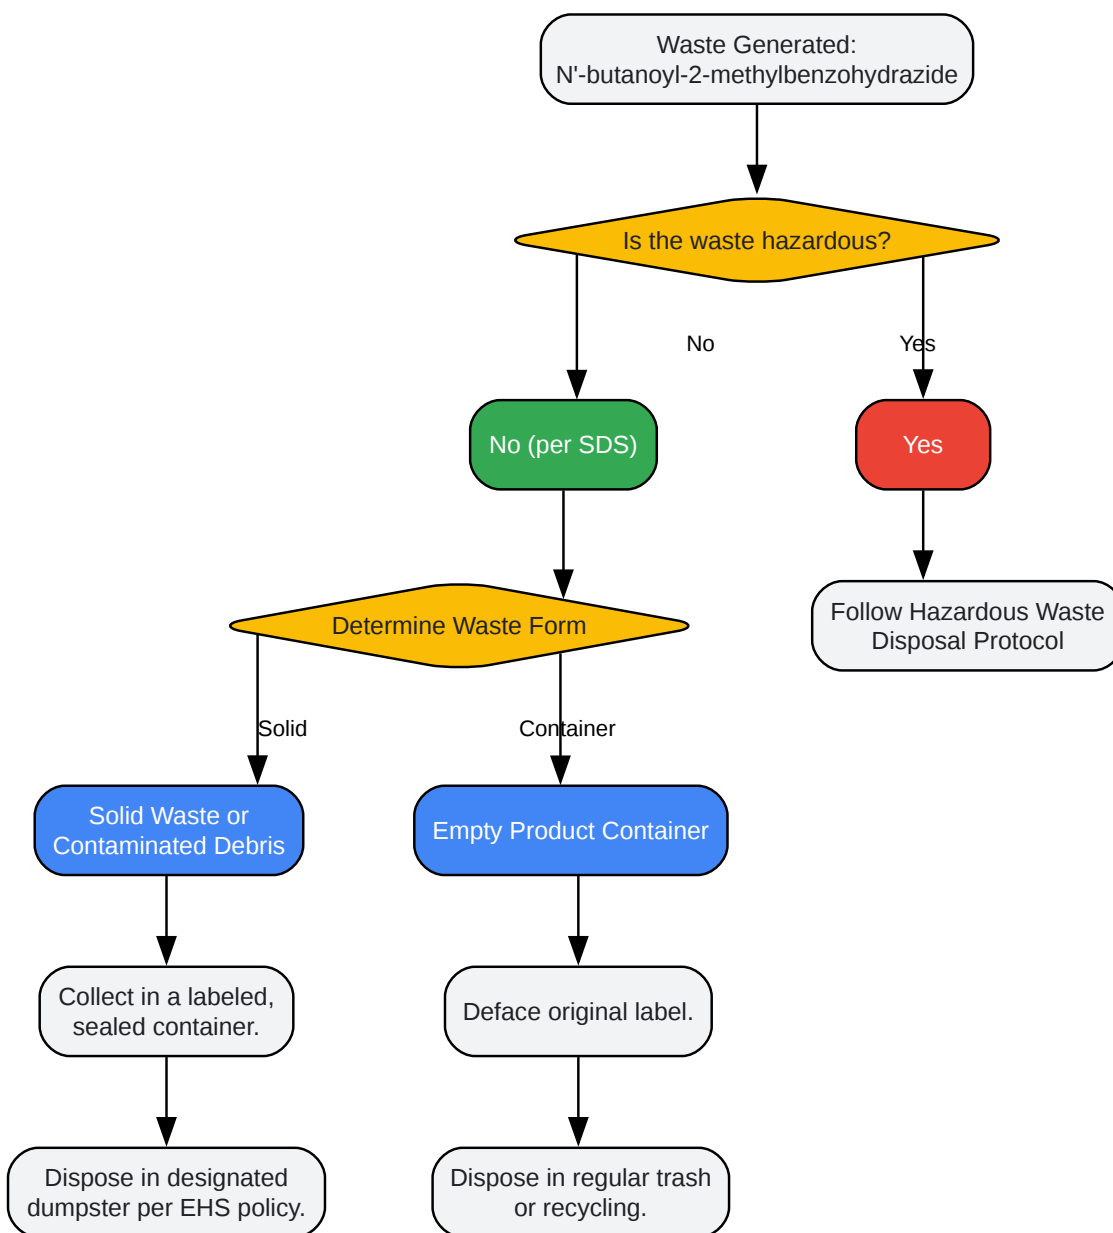 Waste Generated:
N'-butanoyl-2-methylbenzohydrazide
Is the waste hazardous?
No
Yes
No (per SDS)
Yes
Determine Waste Form
Follow Hazardous Waste
Disposal Protocol
Solid
Container
Solid Waste or
Contaminated Debris
Empty Product Container
Collect in a labeled,
sealed container.
Deface original label.
Dispose in designated
dumpster per EHS policy.
Dispose in regular trash
or recycling.